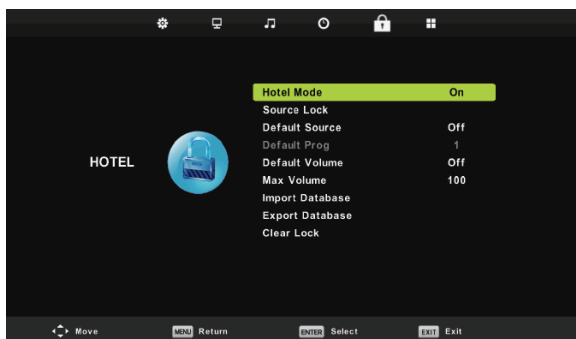 Hotel Mode On
Source Lock
Default Source Off
Default Prog 1
HOTEL
Default Volume Off
Max Volume 100
Import Database
Export Database
Clear Lock
Move MENU Return ENTER Select EXIT Exit